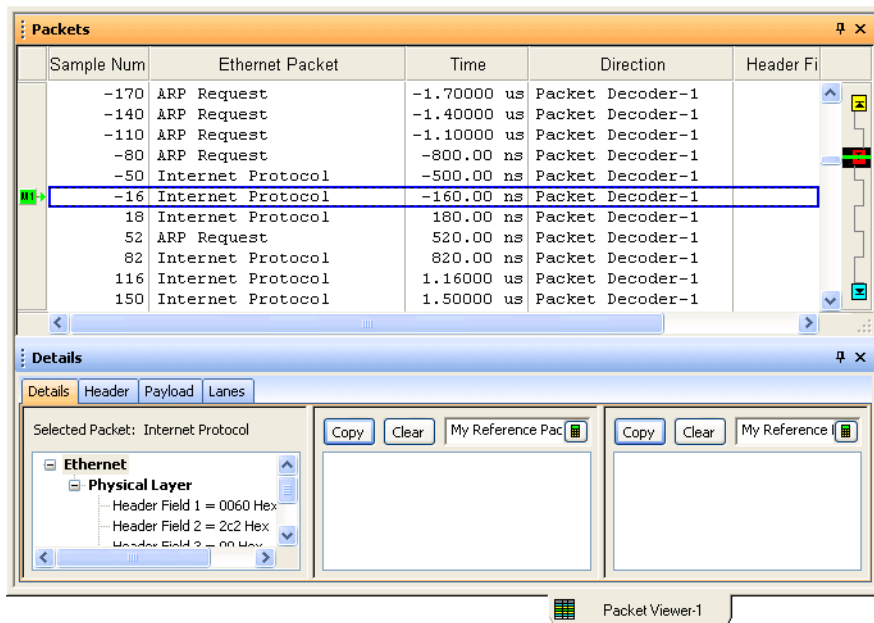 Packets
Sample Num Ethernet Packet Time Direction Header Fi
-170 ARP Request -1.70000 us Packet Decoder-1
-140 ARP Request -1.40000 us Packet Decoder-1
-110 ARP Request -1.10000 us Packet Decoder-1
-80 ARP Request -800.00 ns Packet Decoder-1
-50 Internet Protocol -500.00 ns Packet Decoder-1
M1 -16 Internet Protocol -160.00 ns Packet Decoder-1
18 Internet Protocol 180.00 ns Packet Decoder-1
52 ARP Request 520.00 ns Packet Decoder-1
82 Internet Protocol 820.00 ns Packet Decoder-1
116 Internet Protocol 1.16000 us Packet Decoder-1
150 Internet Protocol 1.50000 us Packet Decoder-1
Details
Details Header Payload Lanes
Selected Packet: Internet Protocol
Ethernet
Physical Layer
Header Field 1 = 0060 Hex
Header Field 2 = 2c2 Hex
Header Field 3 = 00 Hex
Copy Clear My Reference Pac
Copy Clear My Reference
Packet Viewer-1